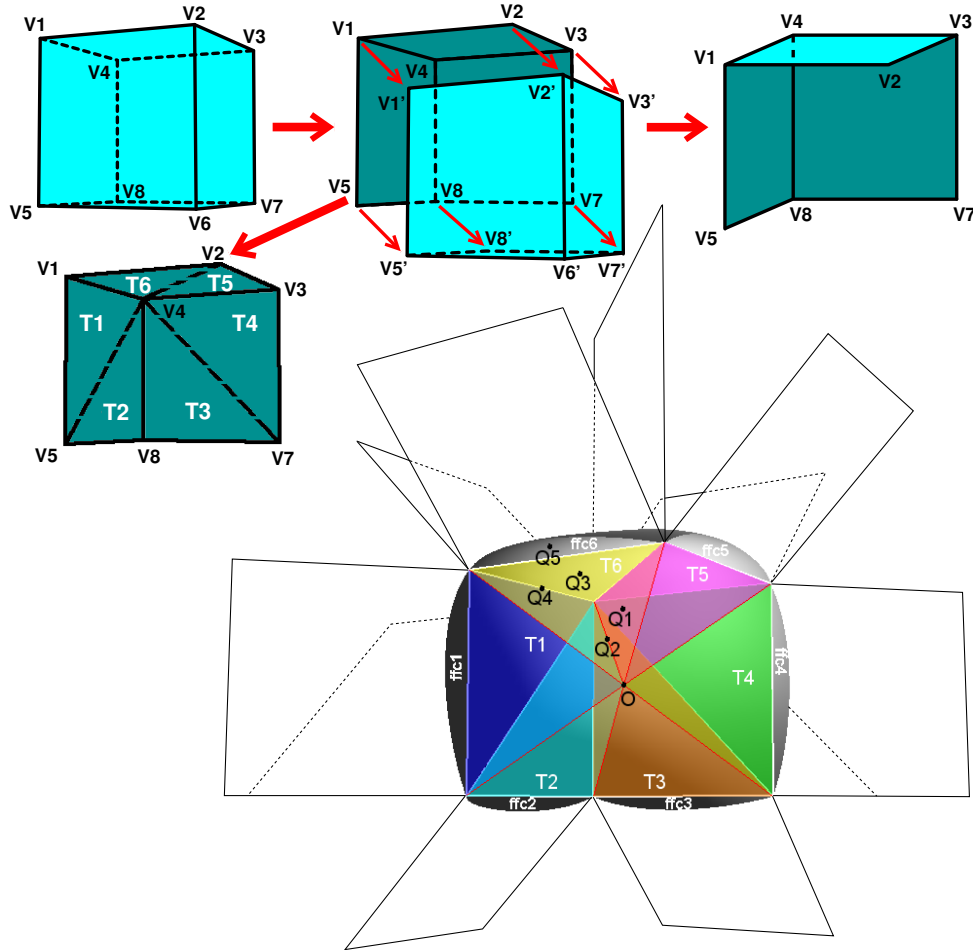 V1
V2
V3
V4
V5
V8
V6
V7
V1
V2
V3
V4
V1’
V2’
V3’
V5
V8
V7
V8’
V5’
V6’
V7’
V4
V3
V1
V2
V8
V7
V5
V1
V2
V3
V4
T6
T5
T1
T4
T2
T3
V5
V8
V7
ffc6
ffc5
Q5
T6
Q3
T5
Q4
Q1
T1
Q2
ffc1
T4
ffc4
O
T2
T3
ffc2
ffc3